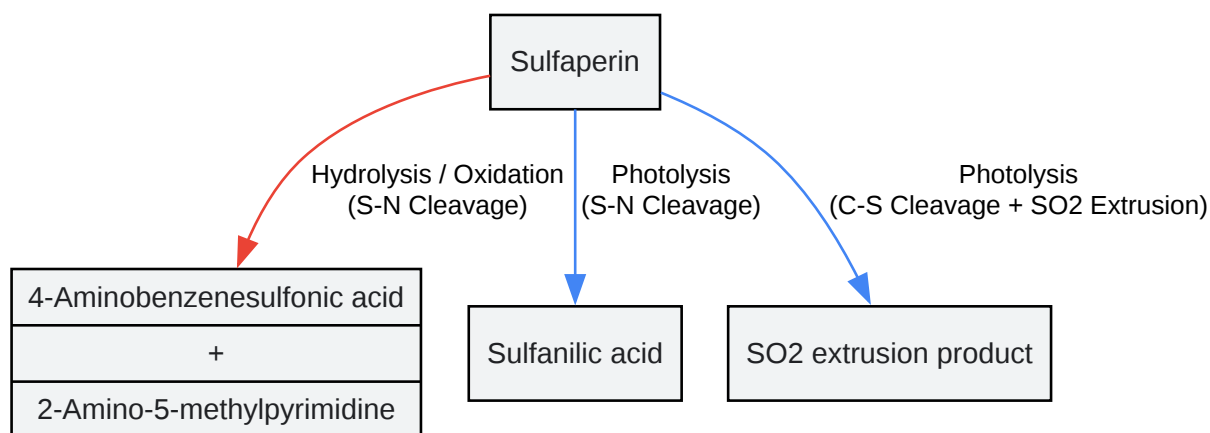 Sulfaperin
Hydrolysis / Oxidation
(S-N Cleavage)
Photolysis
(S-N Cleavage)
Photolysis
(C-S Cleavage + SO2 Extrusion)
4-Aminobenzenesulfonic acid
+
2-Amino-5-methylpyrimidine
Sulfanilic acid
SO2 extrusion product